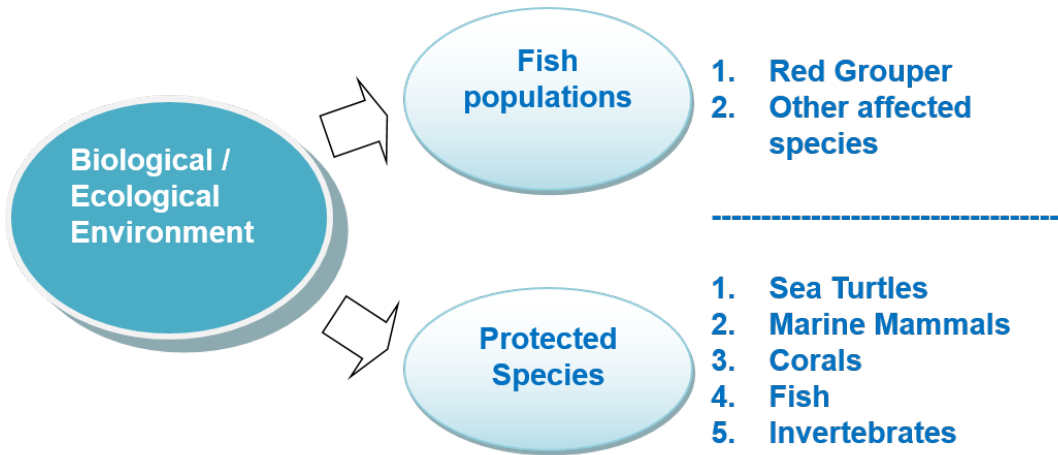 Biological /
Ecological
Environment
Fish
populations
1. Red Grouper
2. Other affected
species
-----------------------------------
Protected
Species
1. Sea Turtles
2. Marine Mammals
3. Corals
4. Fish
5. Invertebrates